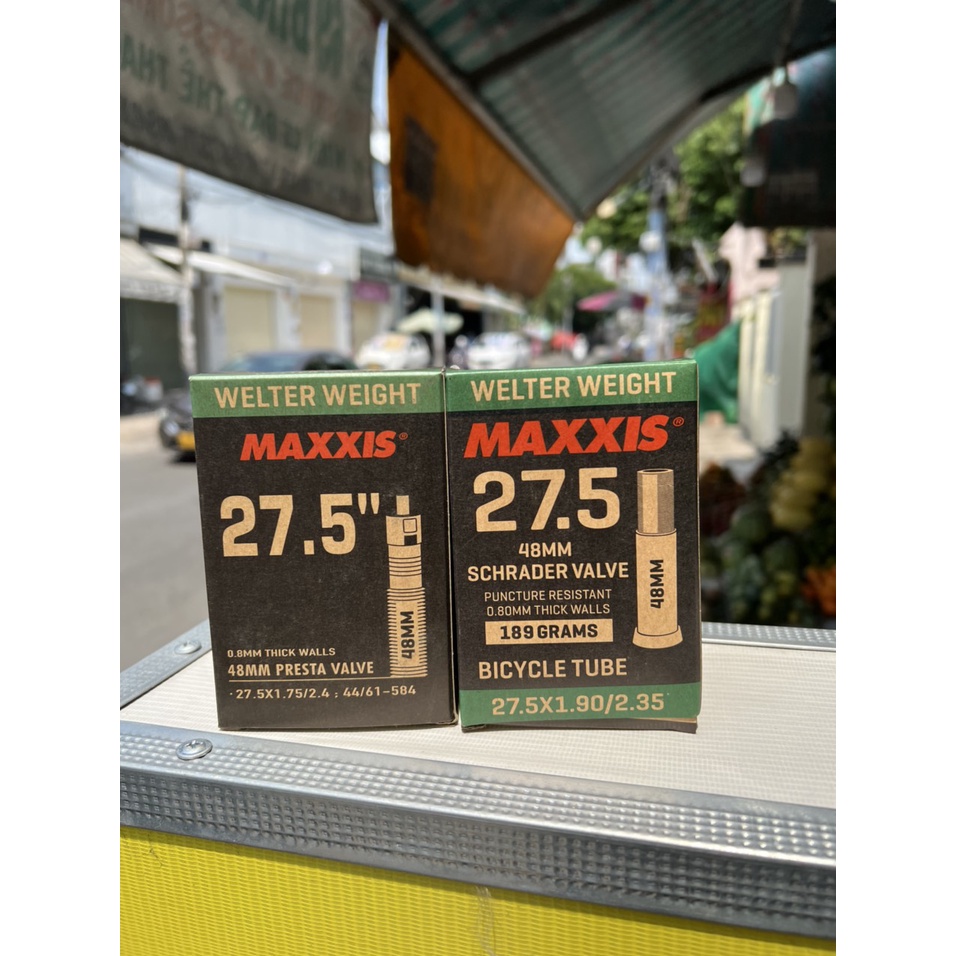 WELTER WEIGHT
MAXXIS®
27.5"
48MM
0.8MM THICK WALLS
48MM PRESTA VALVE
·27.5X1.75/2.4 ; 44/61-584
WELTER WEIGHT
MAXXIS®
27.5
48MM
SCHRADER VALVE
PUNCTURE RESISTANT
0.80MM THICK WALLS
189 GRAMS
48MM
BICYCLE TUBE
27.5X1.90/2.35